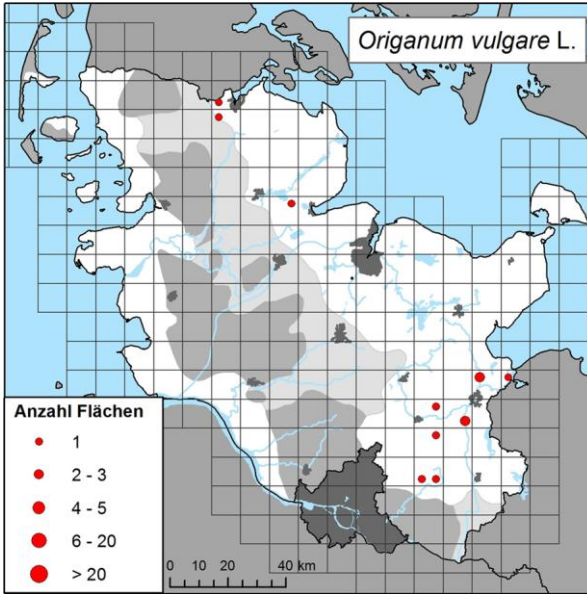 Origanum vulgare L.
Anzahl Flächen
1
2 - 3
4 - 5
6 - 20
> 20
0 10 20 40 km